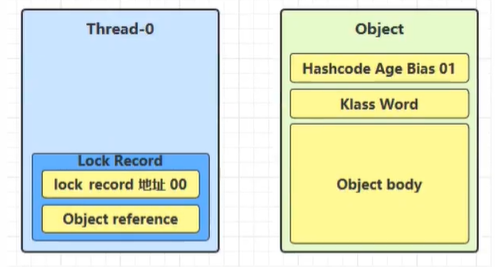 Thread-0
Lock Record
lock record 地址 00
Object reference
Object
Hashcode Age Bias 01
Klass Word
Object body